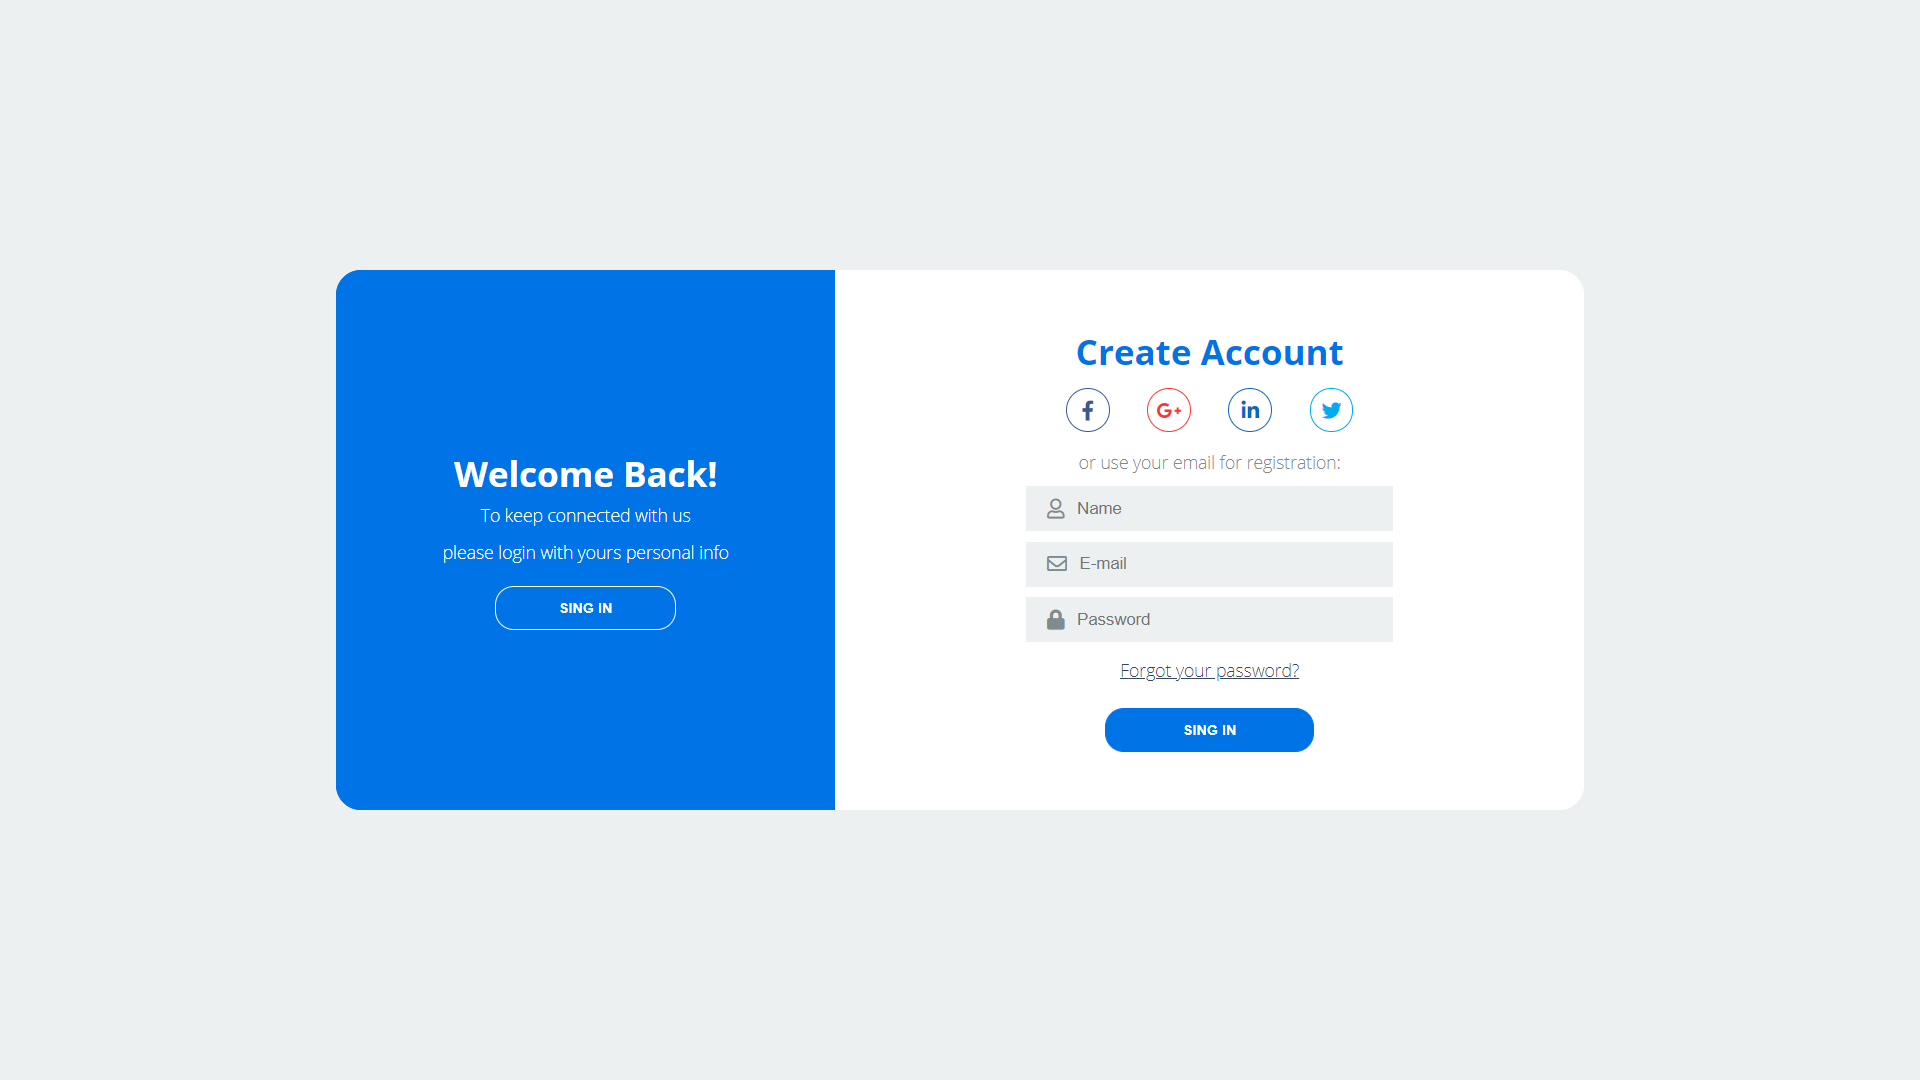 Welcome Back!
To keep connected with us
please login with yours personal info
SING IN
Create Account
or use your email for registration:
Name
E-mail
Password
Forgot your password?
SING IN